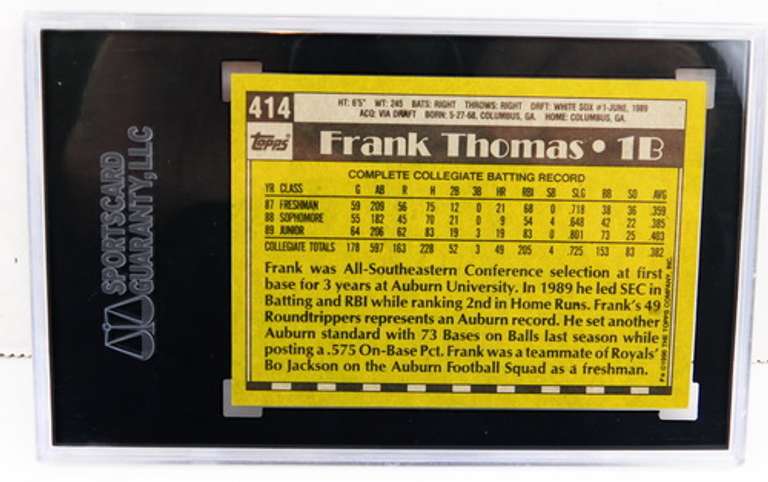 SPORTSCARD
GUARANTY, LLC
414
HT: 6'5" WT: 245 BATS: RIGHT THROWS: RIGHT DRFT: WHITE SOX #1-JUNE, 1989
ACQ: VIA DRAFT BORN: 5-27-68, COLUMBUS, GA. HOME: COLUMBUS, GA.
Topps
Frank Thomas • 1B
COMPLETE COLLEGIATE BATTING RECORD
YR CLASS G AB R H 2B 3B HR RBI SB SLG BB SO AVG
87 FRESHMAN 59 209 56 75 12 0 21 68 0 .718 38 36 .359
88 SOPHOMORE 55 182 45 70 21 0 9 54 4 .648 42 22 .385
89 JUNIOR 64 206 62 83 19 3 19 83 0 .801 73 25 .403
COLLEGIATE TOTALS 178 597 163 228 52 3 49 205 4 .725 153 83 .382
Frank was All-Southeastern Conference selection at first
base for 3 years at Auburn University. In 1989 he led SEC in
Batting and RBI while ranking 2nd in Home Runs. Frank's 49
Roundtrippers represents an Auburn record. He set another
Auburn standard with 73 Bases on Balls last season while
posting a .575 On-Base Pct. Frank was a teammate of Royals'
Bo Jackson on the Auburn Football Squad as a freshman.
©1990 THE TOPPS COMPANY, INC.